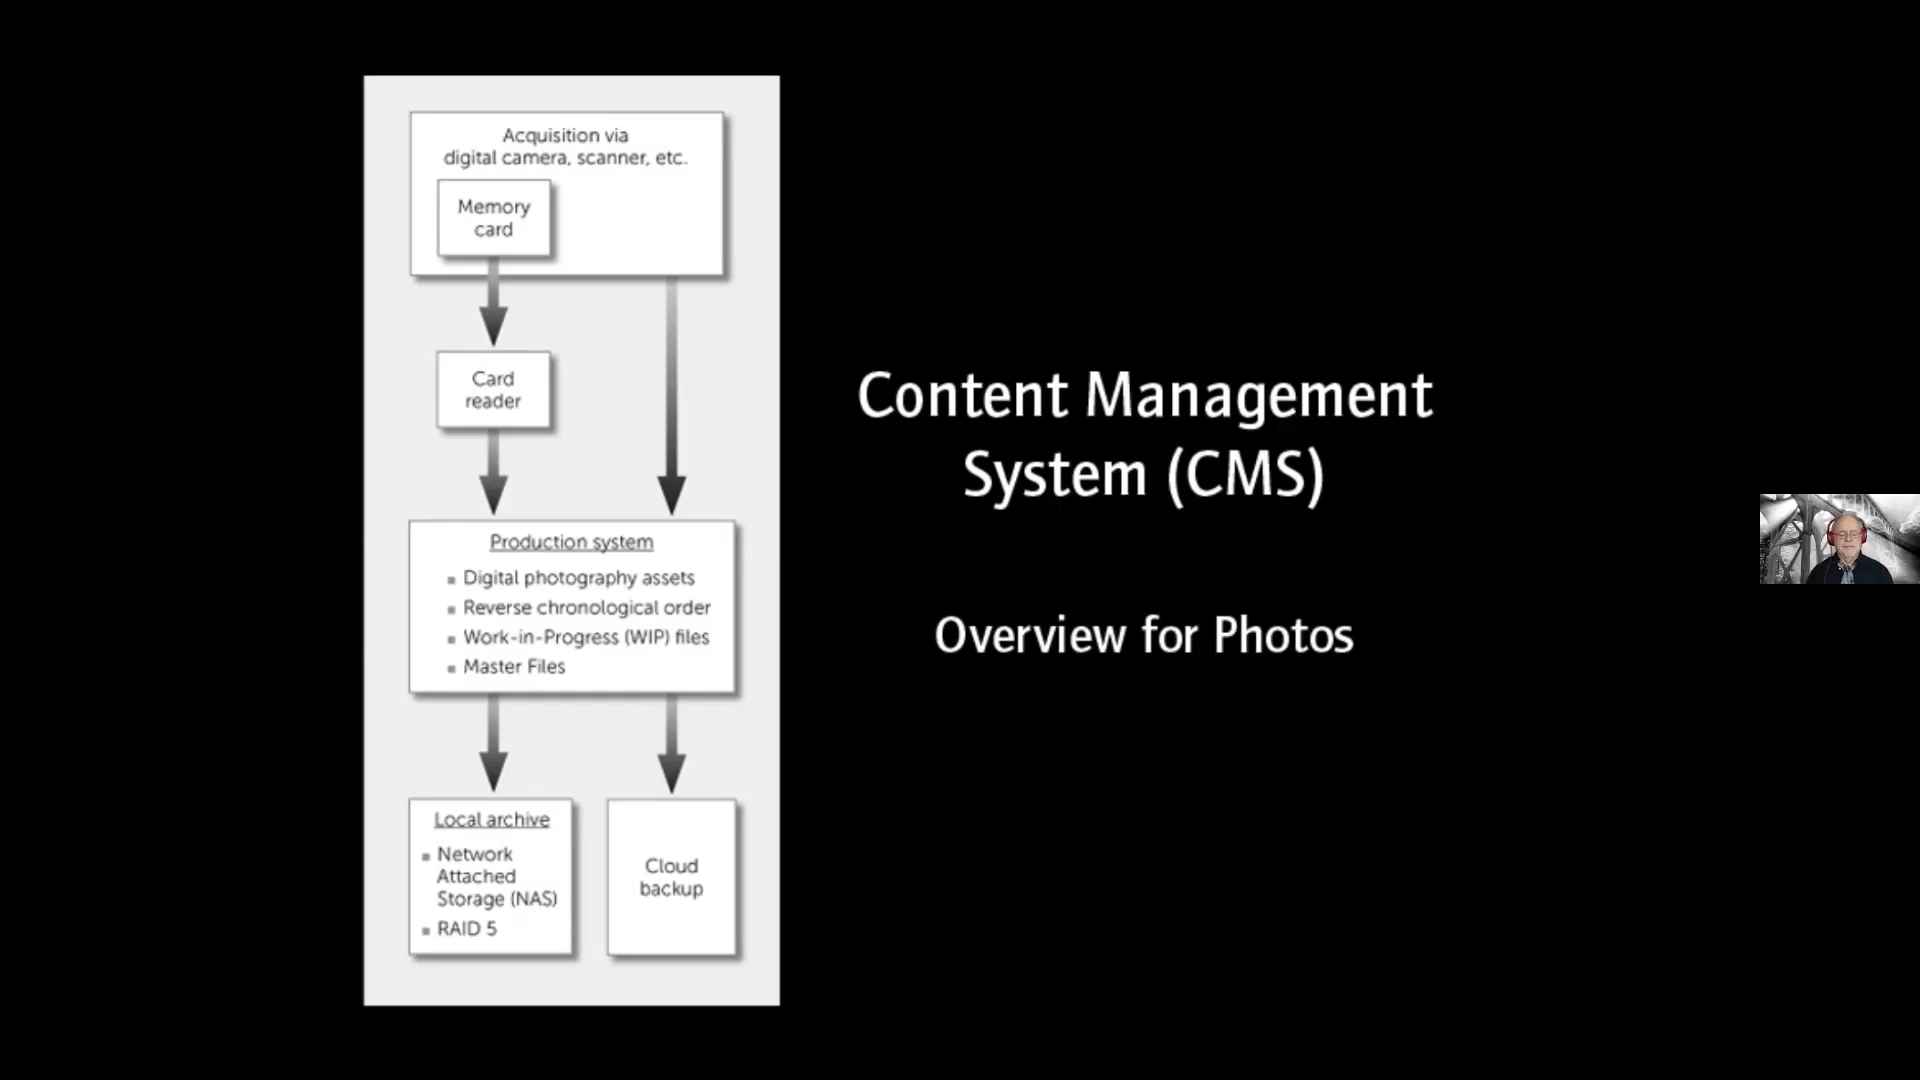 Acquisition via
digital camera, scanner, etc.
Memory
card
Card
reader
Production system
Digital photography assets
Reverse chronological order
Work-in-Progress (WIP) files
Master Files
Local archive
Network
Attached
Storage (NAS)
RAID 5
Cloud
backup
Content Management
System (CMS)
Overview for Photos